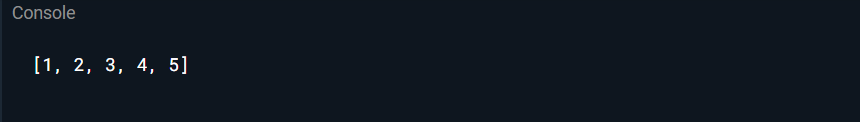 Console
[1, 2, 3, 4, 5]